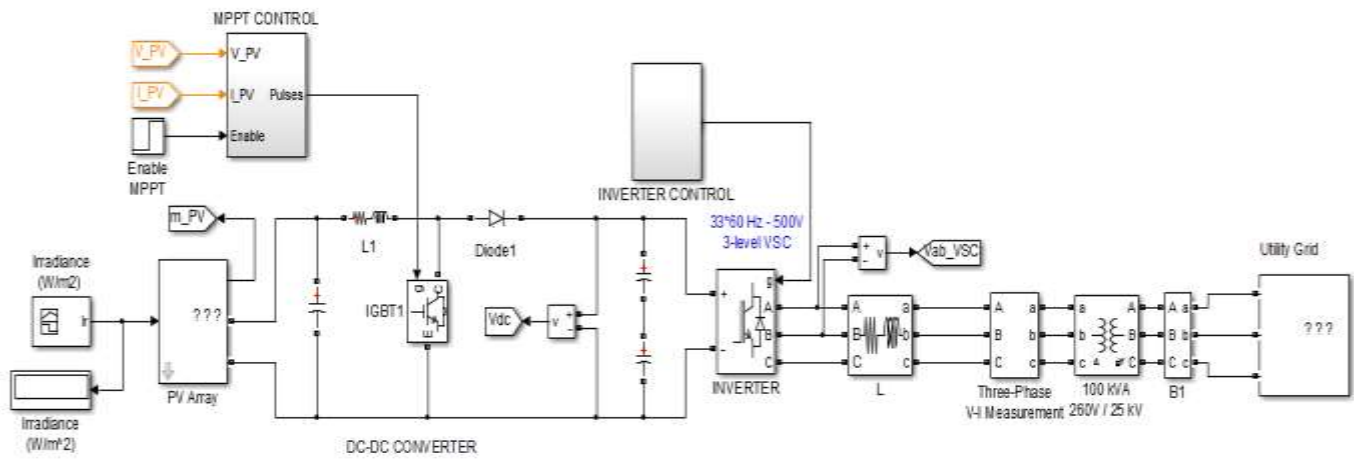 MPPT CONTROL
V_PV
V_PV
I_PV
I_PV
Pulses
Enable
Enable
MPPT
INVERTER CONTROL
33*60 Hz - 500V
3-level VSC
m_PV
L1
Diode1
+
-
v
Vab_VSC
Utility Grid
Irradiance
(W/m2)
Ir
???
g
C
E
IGBT1
Vdc
v
+
-
+
-
g
A
B
C
INVERTER
A
B
C
a
b
c
L
A
B
C
a
b
c
Three-Phase
V-I Measurement
a
b
c
A
B
C
100 kVA
260V / 25 kV
A
B
C
a
b
c
B1
???
PV Array
Irradiance
(W/m^2)
DC-DC CONVERTER